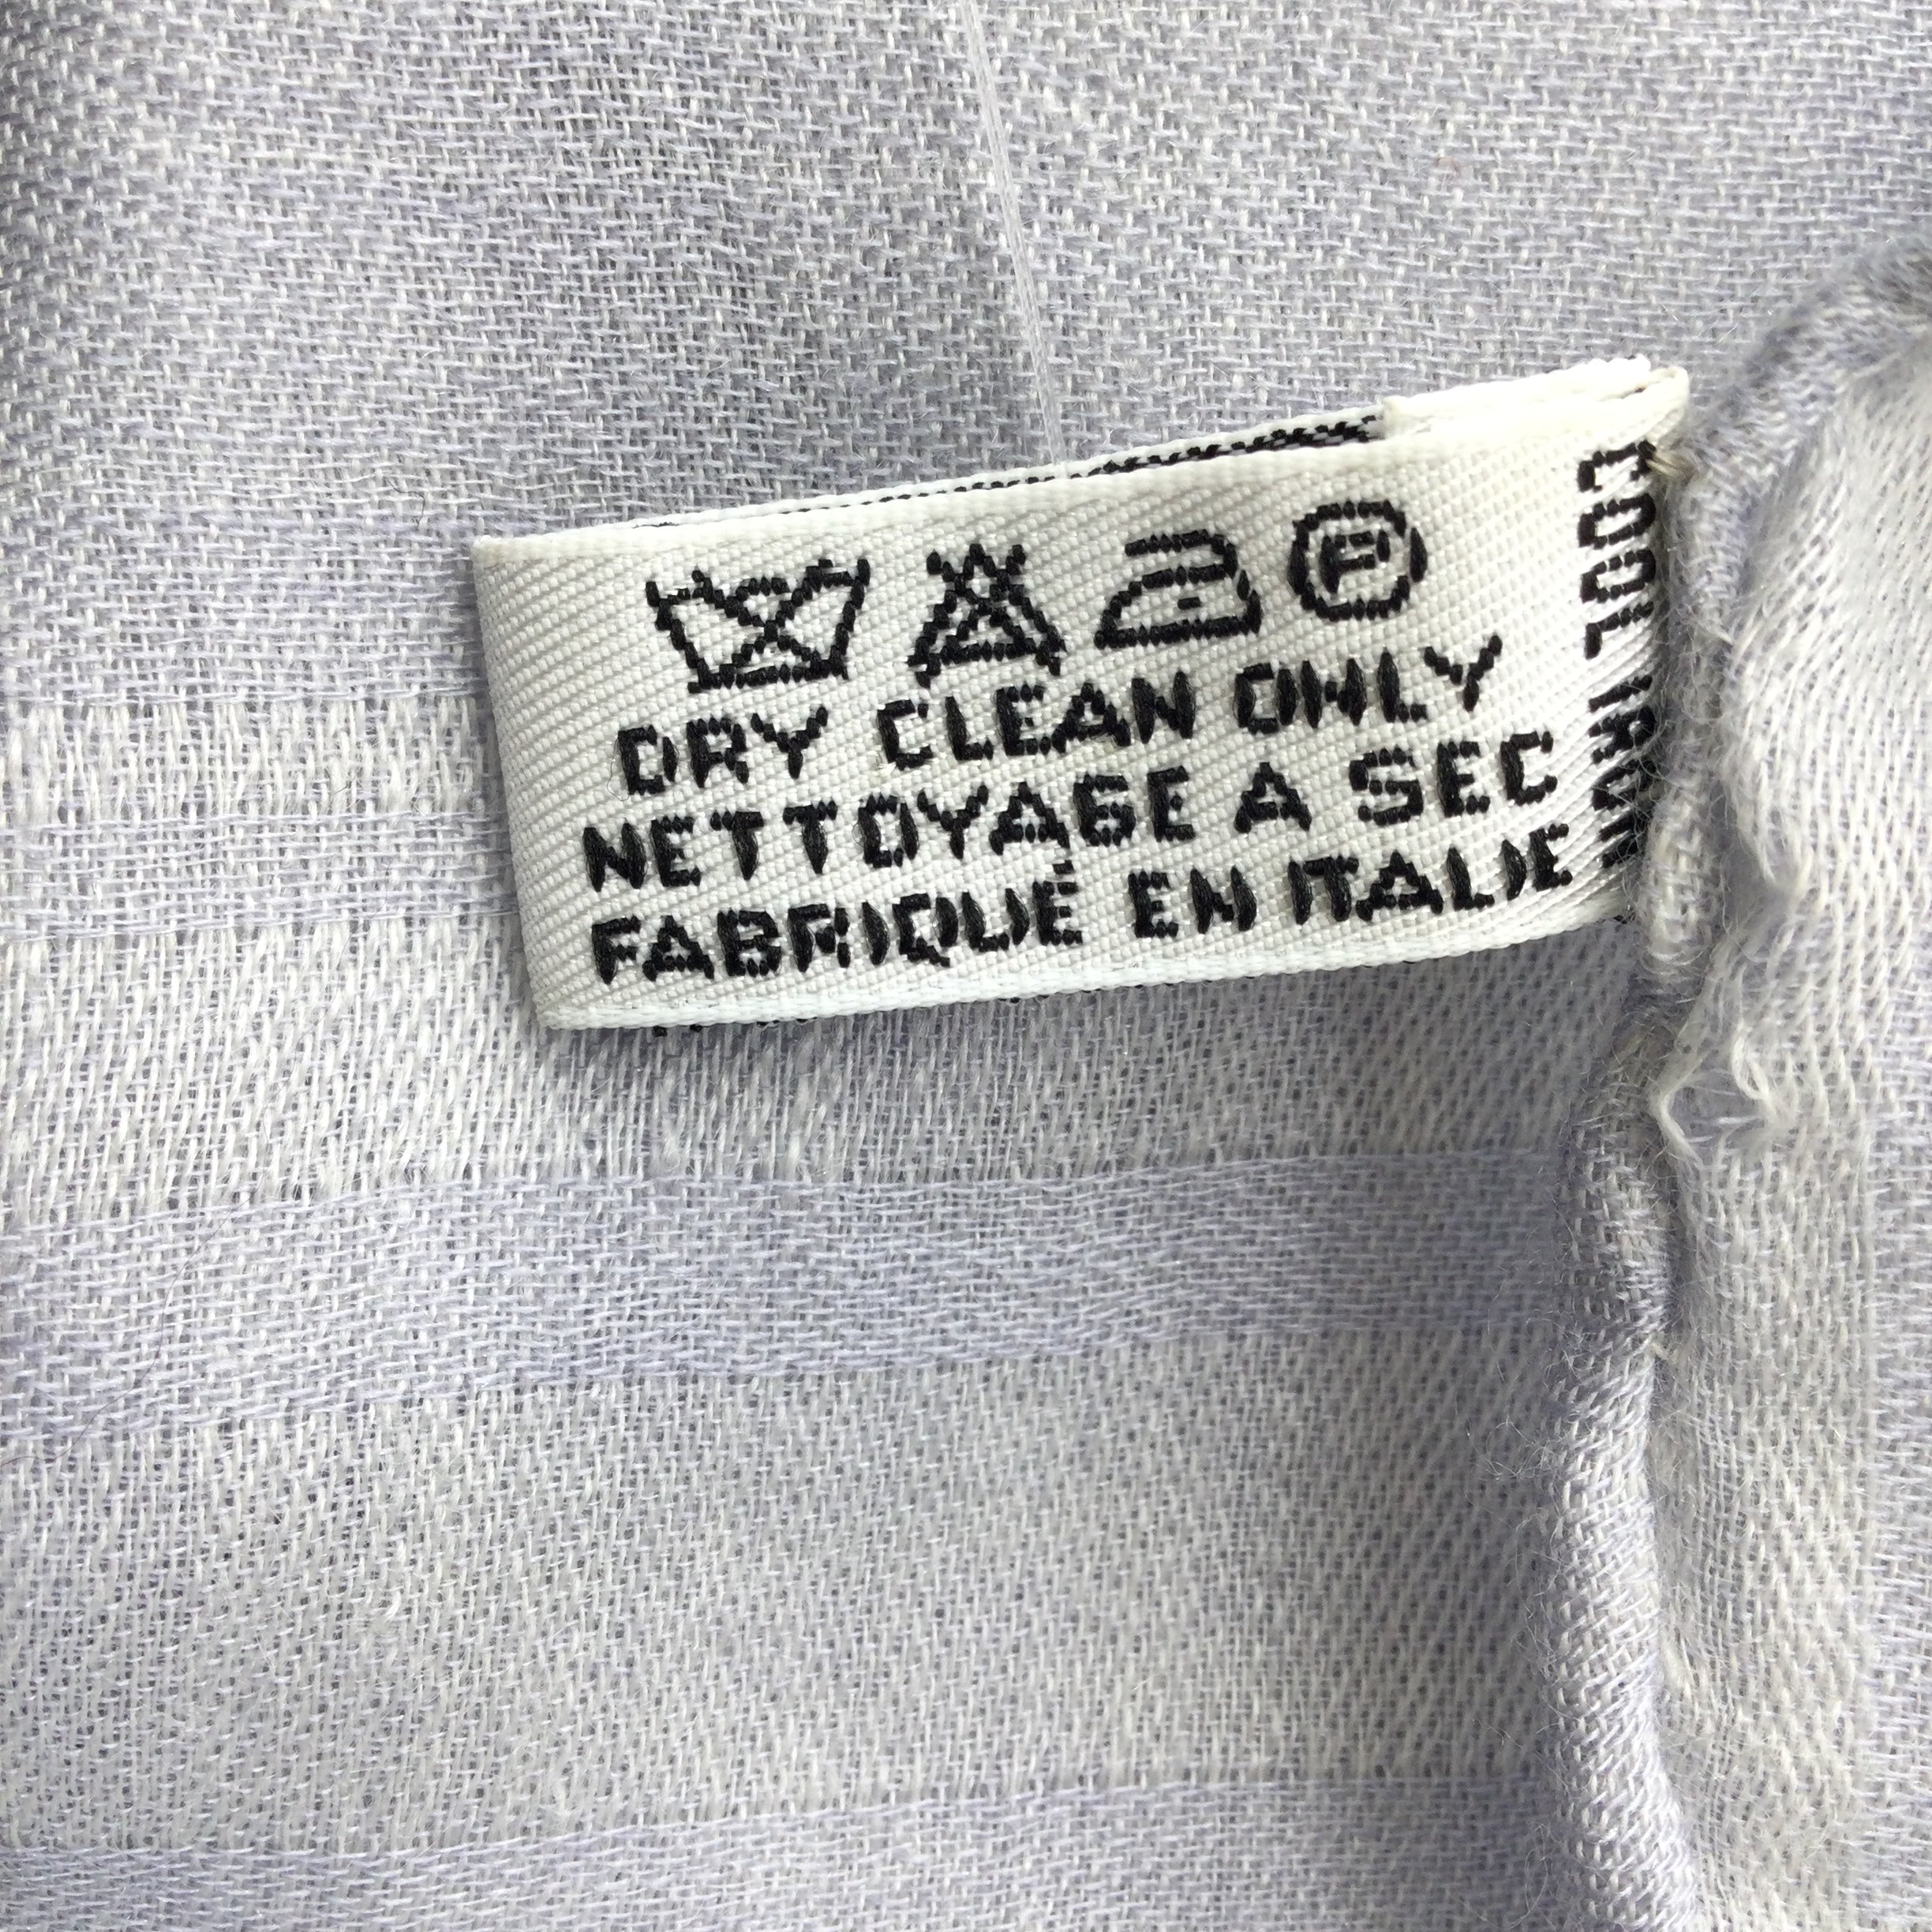 F
DRY CLEAN ONLY
NETTOYAGE A SEC
FABRIQUÉ EN ITALIE
COOL IRON